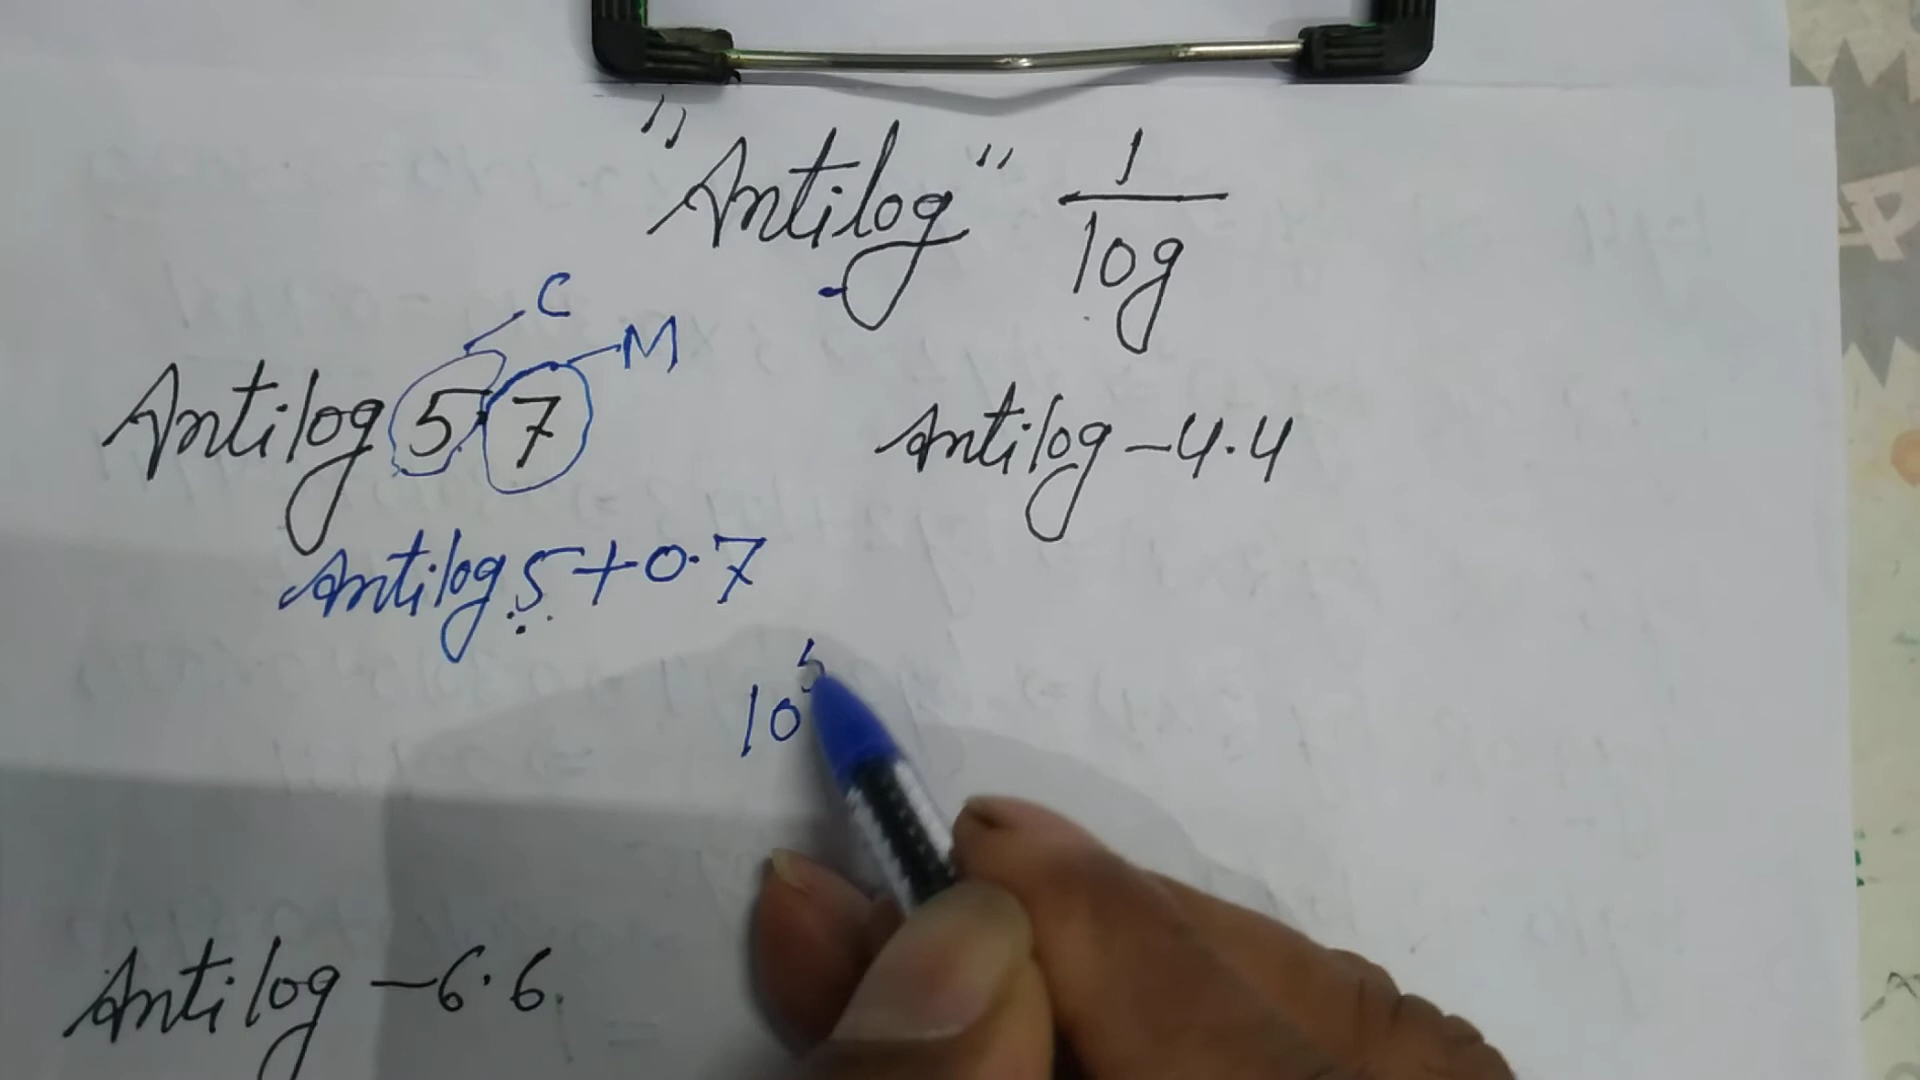 "Antilog" 1/log
C
M
Antilog 5.7
Antilog -4.4
Antilog 5+0.7
10⁵
Antilog -6.6